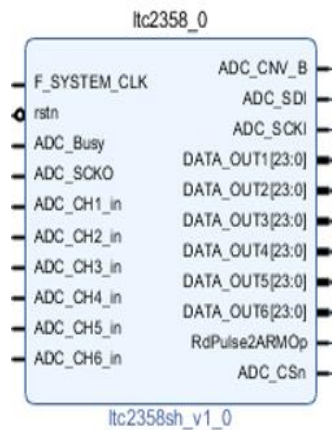 ltc2358_0
F_SYSTEM_CLK
rstn
ADC_Busy
ADC_SCKO
ADC_CH1_in
ADC_CH2_in
ADC_CH3_in
ADC_CH4_in
ADC_CH5_in
ADC_CH6_in
ADC_CNV_B
ADC_SDI
ADC_SCKI
DATA_OUT1[23:0]
DATA_OUT2[23:0]
DATA_OUT3[23:0]
DATA_OUT4[23:0]
DATA_OUT5[23:0]
DATA_OUT6[23:0]
RdPulse2ARMOp
ADC_CSn
ltc2358sh_v1_0